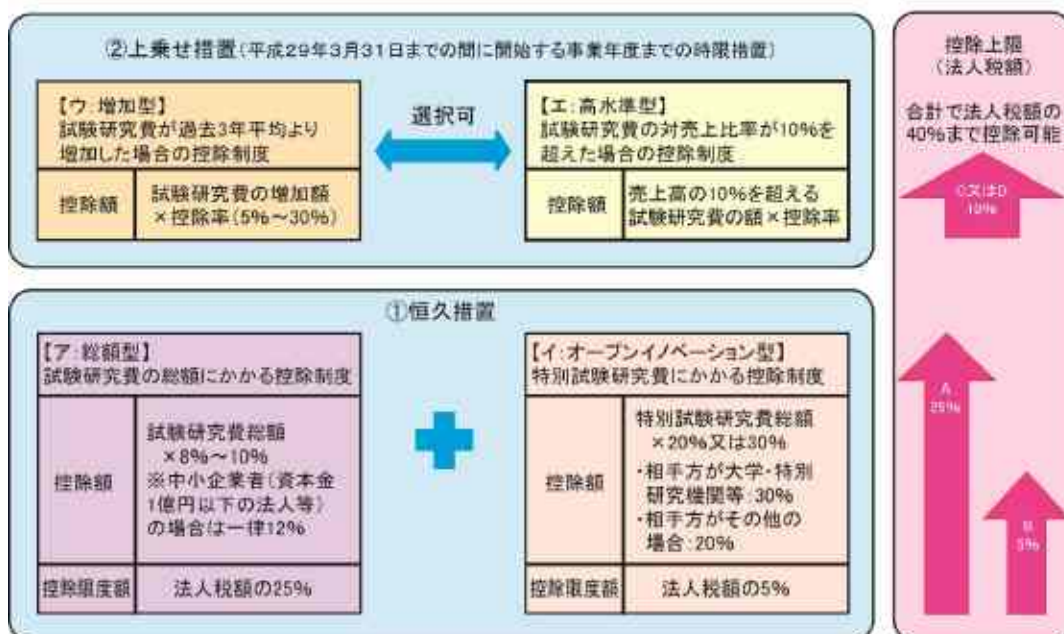 ②上乗せ措置(平成29年3月31日までの間に開始する事業年度までの時限措置)
【ウ:増加型】
試験研究費が過去3年平均より
増加した場合の控除制度
控除額
試験研究費の増加額
×控除率(5%～30%)
選択可
【エ:高水準型】
試験研究費の対売上比率が10%を
超えた場合の控除制度
控除額
売上高の10%を超える
試験研究費の額×控除率
①恒久措置
【ア:総額型】
試験研究費の総額にかかる控除制度
控除額
試験研究費総額
×8%～10%
※中小企業者(資本金
1億円以下の法人等)
の場合は一律12%
控除限度額
法人税額の25%
【イ:オープンイノベーション型】
特別試験研究費にかかる控除制度
控除額
特別試験研究費総額
×20%又は30%
・相手方が大学・特別
研究機関等:30%
・相手方がその他の
場合:20%
控除限度額
法人税額の5%
控除上限
(法人税額)
合計で法人税額の
40%まで控除可能
C又はD
10%
A
25%
B
5%